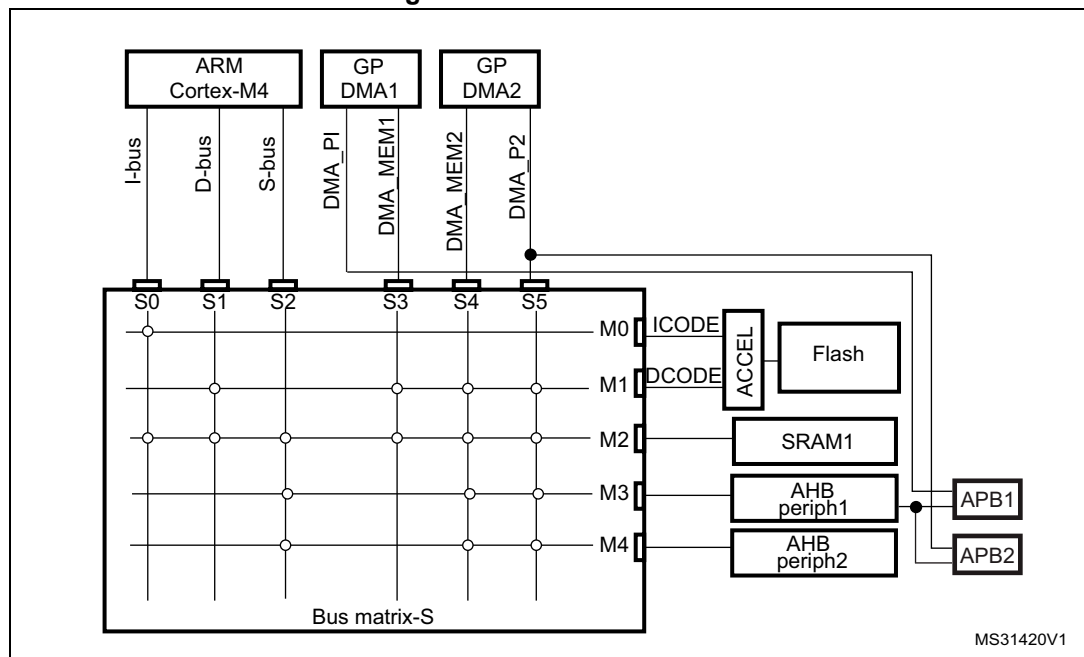 ARM
Cortex-M4
GP
DMA1
GP
DMA2
I-bus
D-bus
S-bus
DMA_PI
DMA_MEM1
DMA_MEM2
DMA_P2
S0
S1
S2
S3
S4
S5
M0
ICODE
ACCEL
Flash
M1
DCODE
M2
SRAM1
M3
AHB
periph1
APB1
M4
AHB
periph2
APB2
Bus matrix-S
MS31420V1